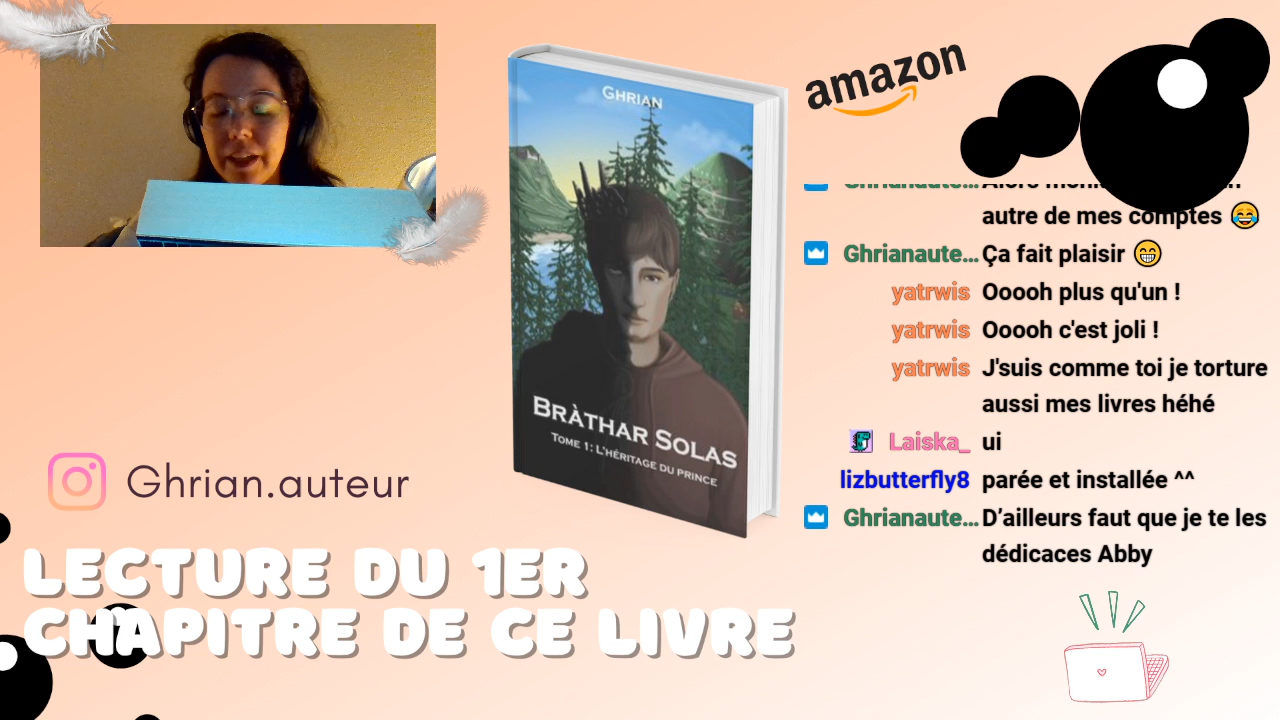 GHRIAN
BRÀTHAR SOLAS
TOME 1: L'HÉRITAGE DU PRINCE
amazon
autre de mes comptes 😂
Ghrianaute... Ça fait plaisir 😁
yatrwis Ooooh plus qu'un !
yatrwis Ooooh c'est joli !
yatrwis J'suis comme toi je torture
aussi mes livres héhé
Laiska_ ui
lizbutterfly8 parée et installée ^^
Ghrianaute... D'ailleurs faut que je te les
dédicaces Abby
Ghrian.auteur
LECTURE DU 1ER
CHAPITRE DE CE LIVRE